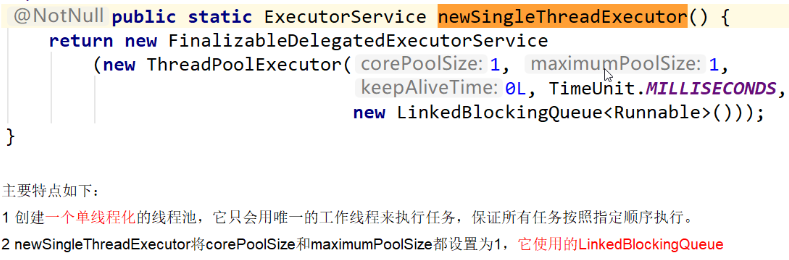 @NotNull public static ExecutorService newSingleThreadExecutor() {
return new FinalizableDelegatedExecutorService
(new ThreadPoolExecutor( corePoolSize: 1, maximumPoolSize: 1,
keepAliveTime: 0L, TimeUnit.MILLISECONDS,
new LinkedBlockingQueue<Runnable>()));
}
主要特点如下：
1 创建一个单线程化的线程池，它只会用唯一的工作线程来执行任务，保证所有任务按照指定顺序执行。
2 newSingleThreadExecutor将corePoolSize和maximumPoolSize都设置为1，它使用的LinkedBlockingQueue